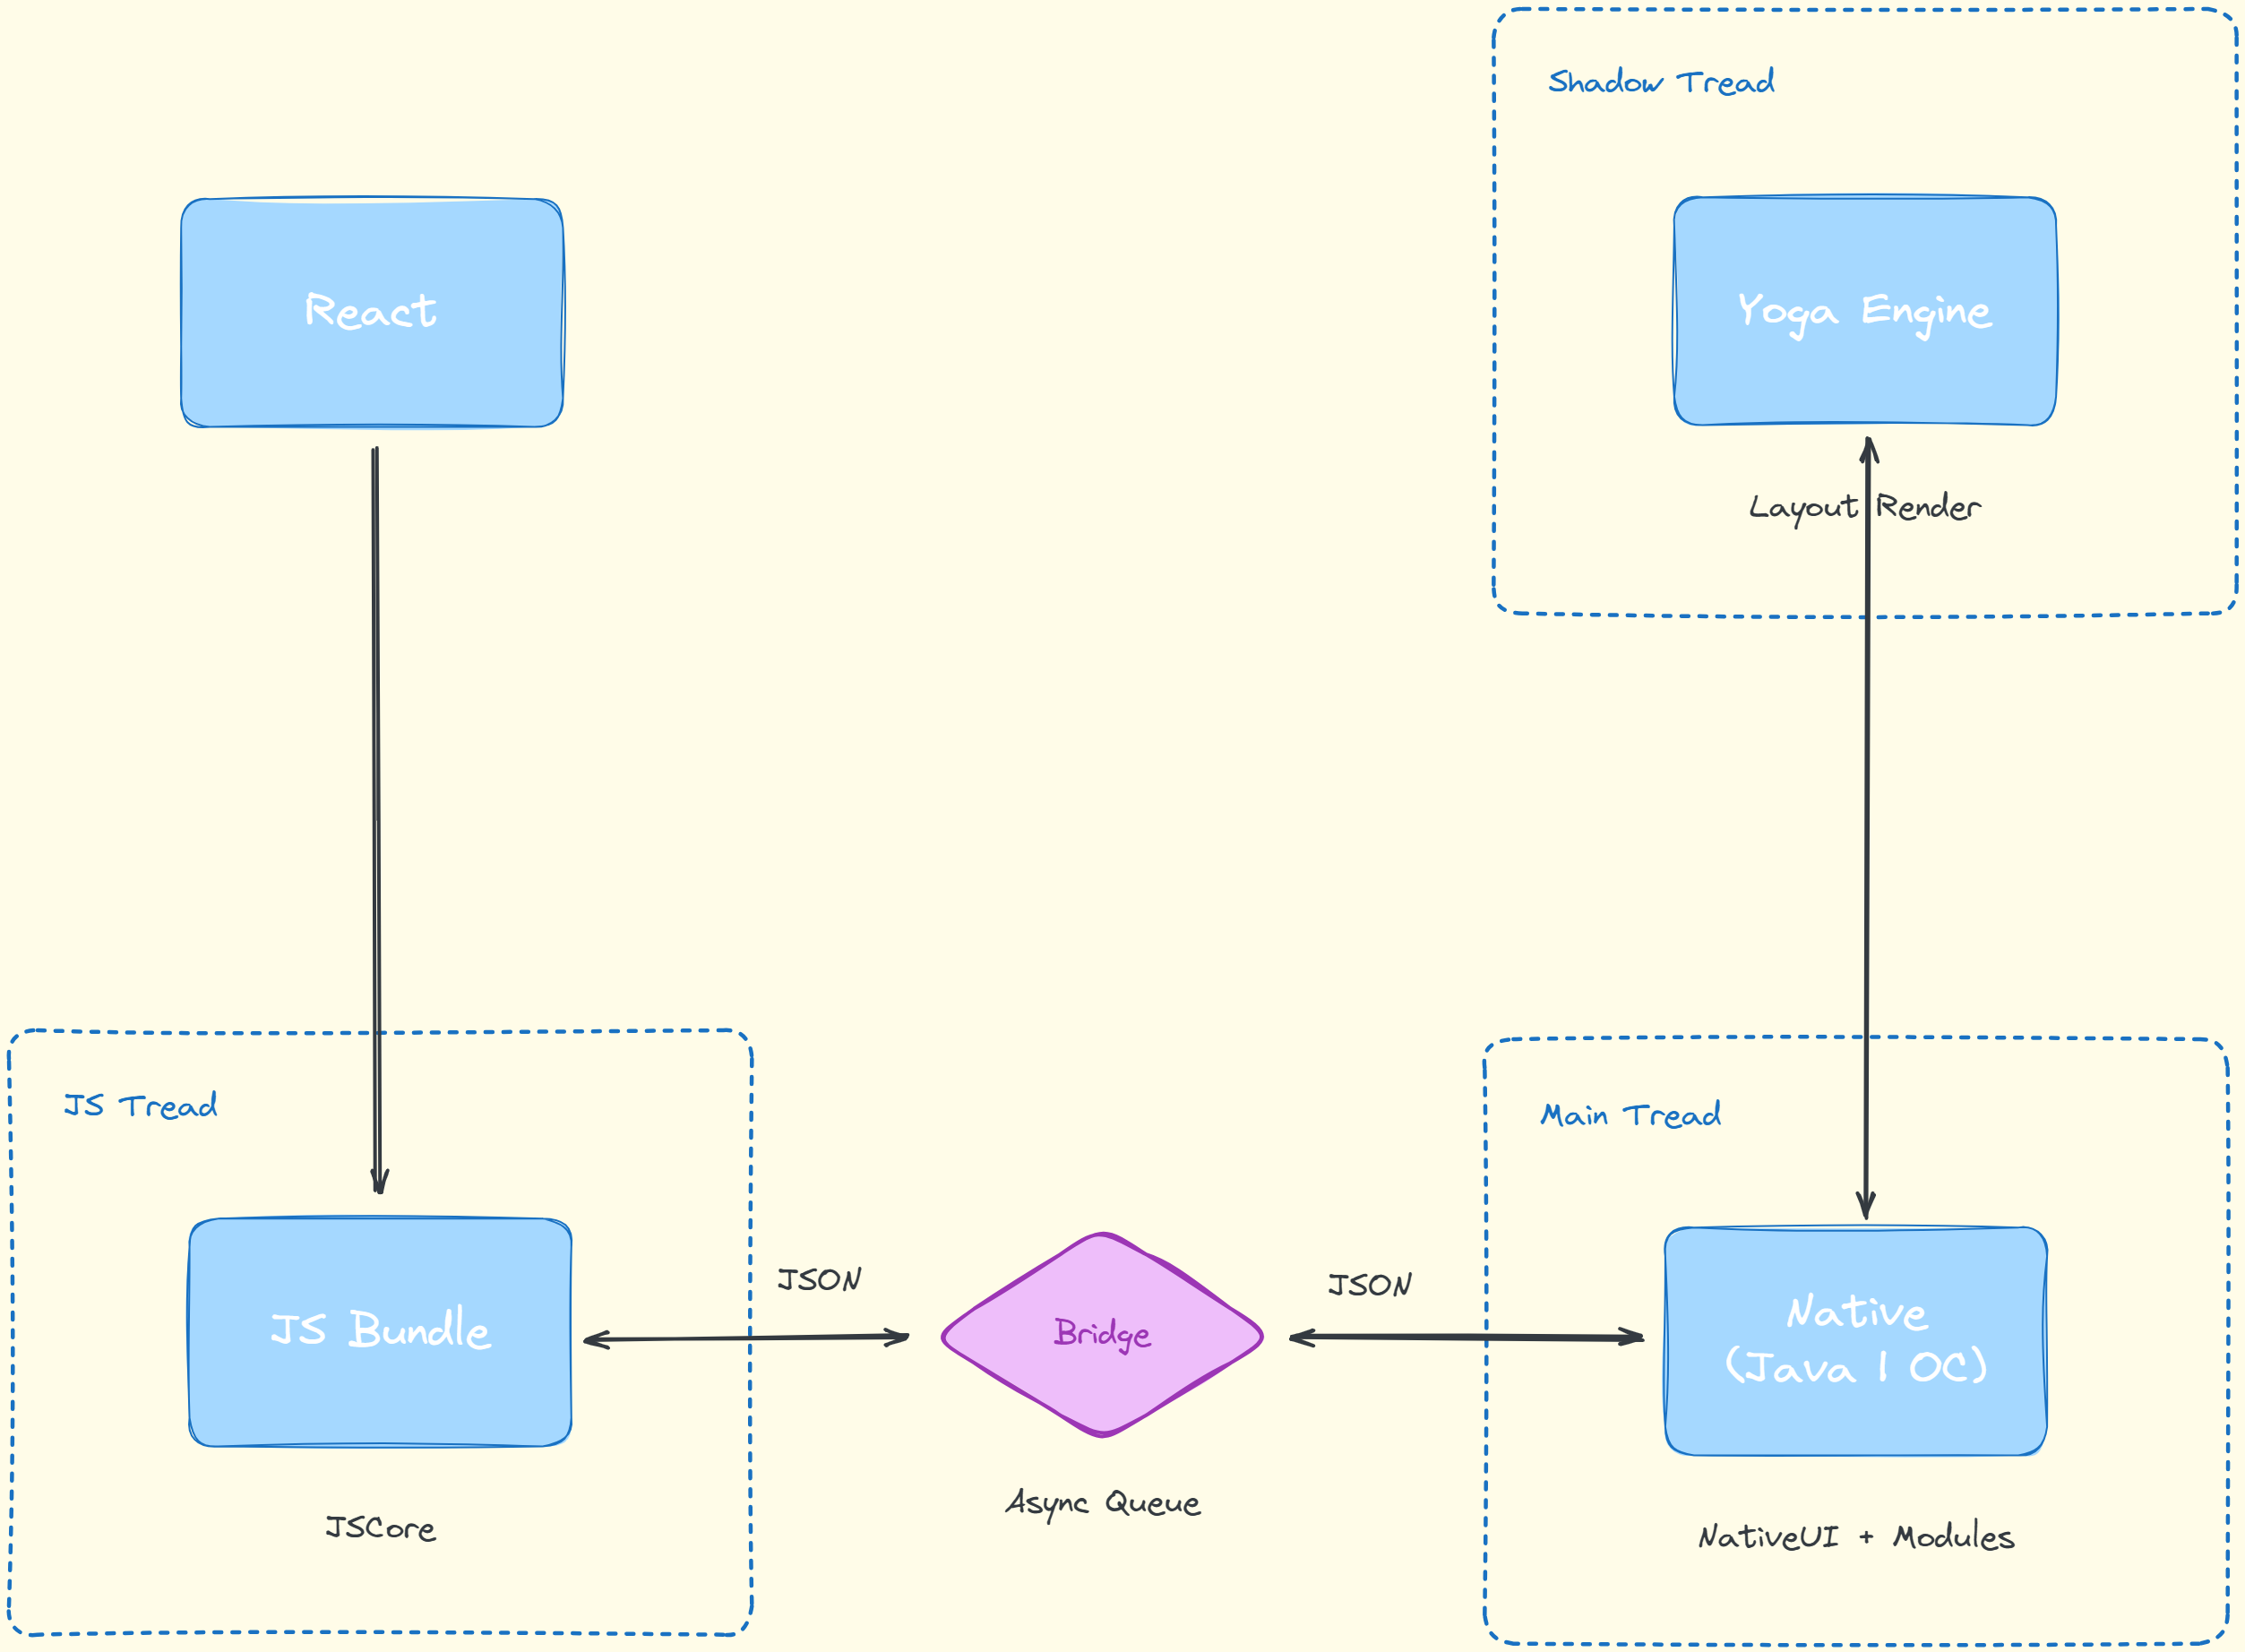 Shadow Tread
React
Yoga Engine
Layout Render
JS Tread
Main Tread
JSON
JSON
JS Bundle
Bridge
Native
(Java | OC)
Async Queue
JSCore
NativeUI + Modules